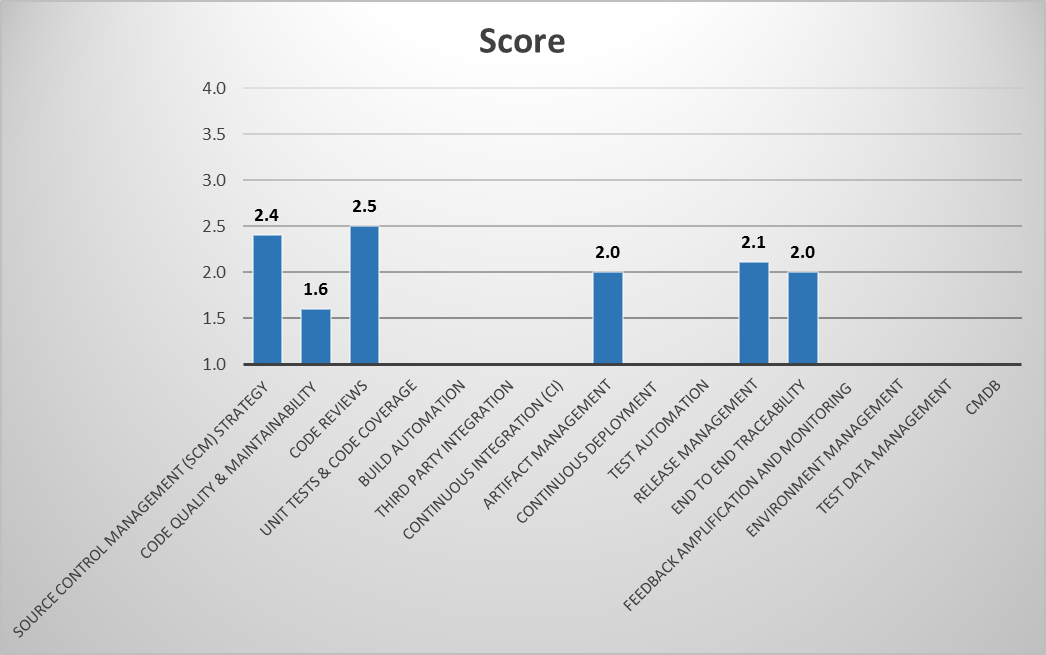 Score
4.0
3.5
3.0
2.5
2.0
1.5
1.0
2.4
1.6
2.5
2.0
2.1
2.0
SOURCE CONTROL MANAGEMENT (SCM) STRATEGY
CODE QUALITY & MAINTAINABILITY
CODE REVIEWS
UNIT TESTS & CODE COVERAGE
BUILD AUTOMATION
THIRD PARTY INTEGRATION
CONTINUOUS INTEGRATION (CI)
ARTIFACT MANAGEMENT
CONTINUOUS DEPLOYMENT
TEST AUTOMATION
RELEASE MANAGEMENT
END TO END TRACEABILITY
FEEDBACK AMPLIFICATION AND MONITORING
ENVIRONMENT MANAGEMENT
TEST DATA MANAGEMENT
CMDB